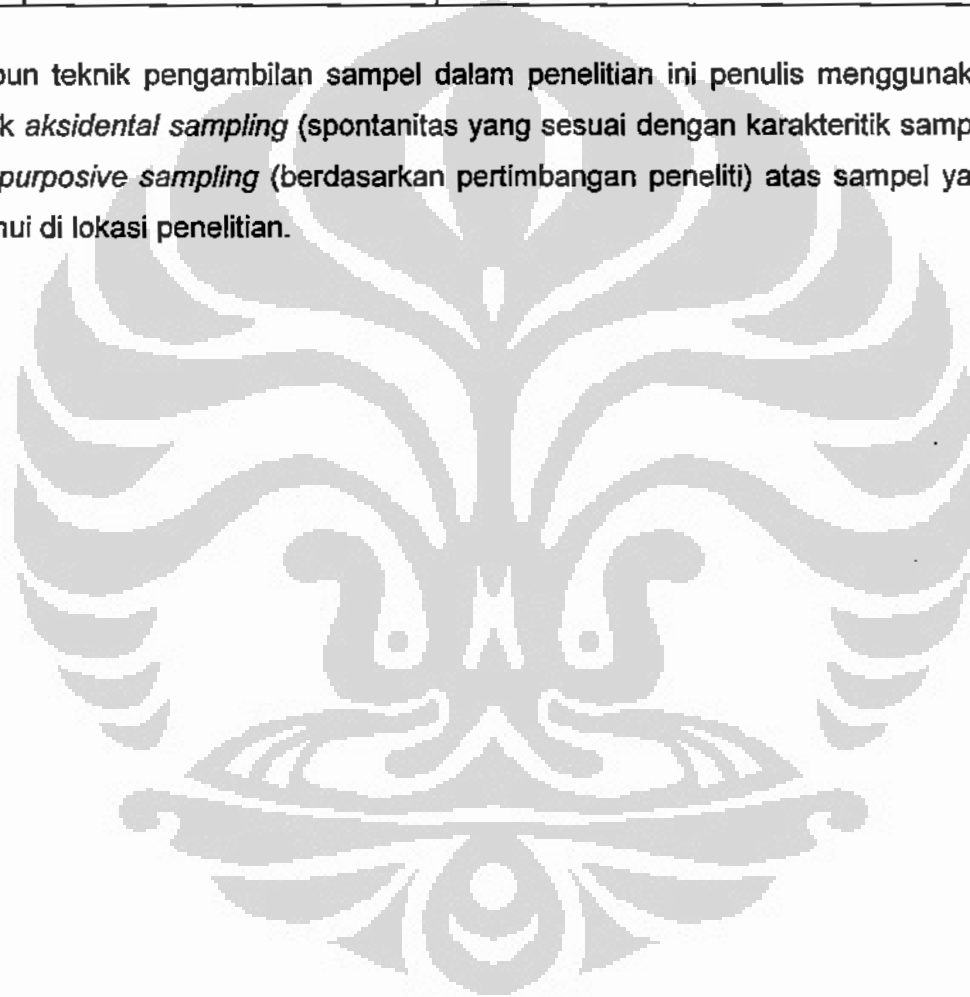 pun teknik pengambilan sampel dalam penelitian ini penulis menggunak
k aksidental sampling (spontanitas yang sesuai dengan karakteritik samp
purposive sampling (berdasarkan pertimbangan peneliti) atas sampel ya
nui di lokasi penelitian.